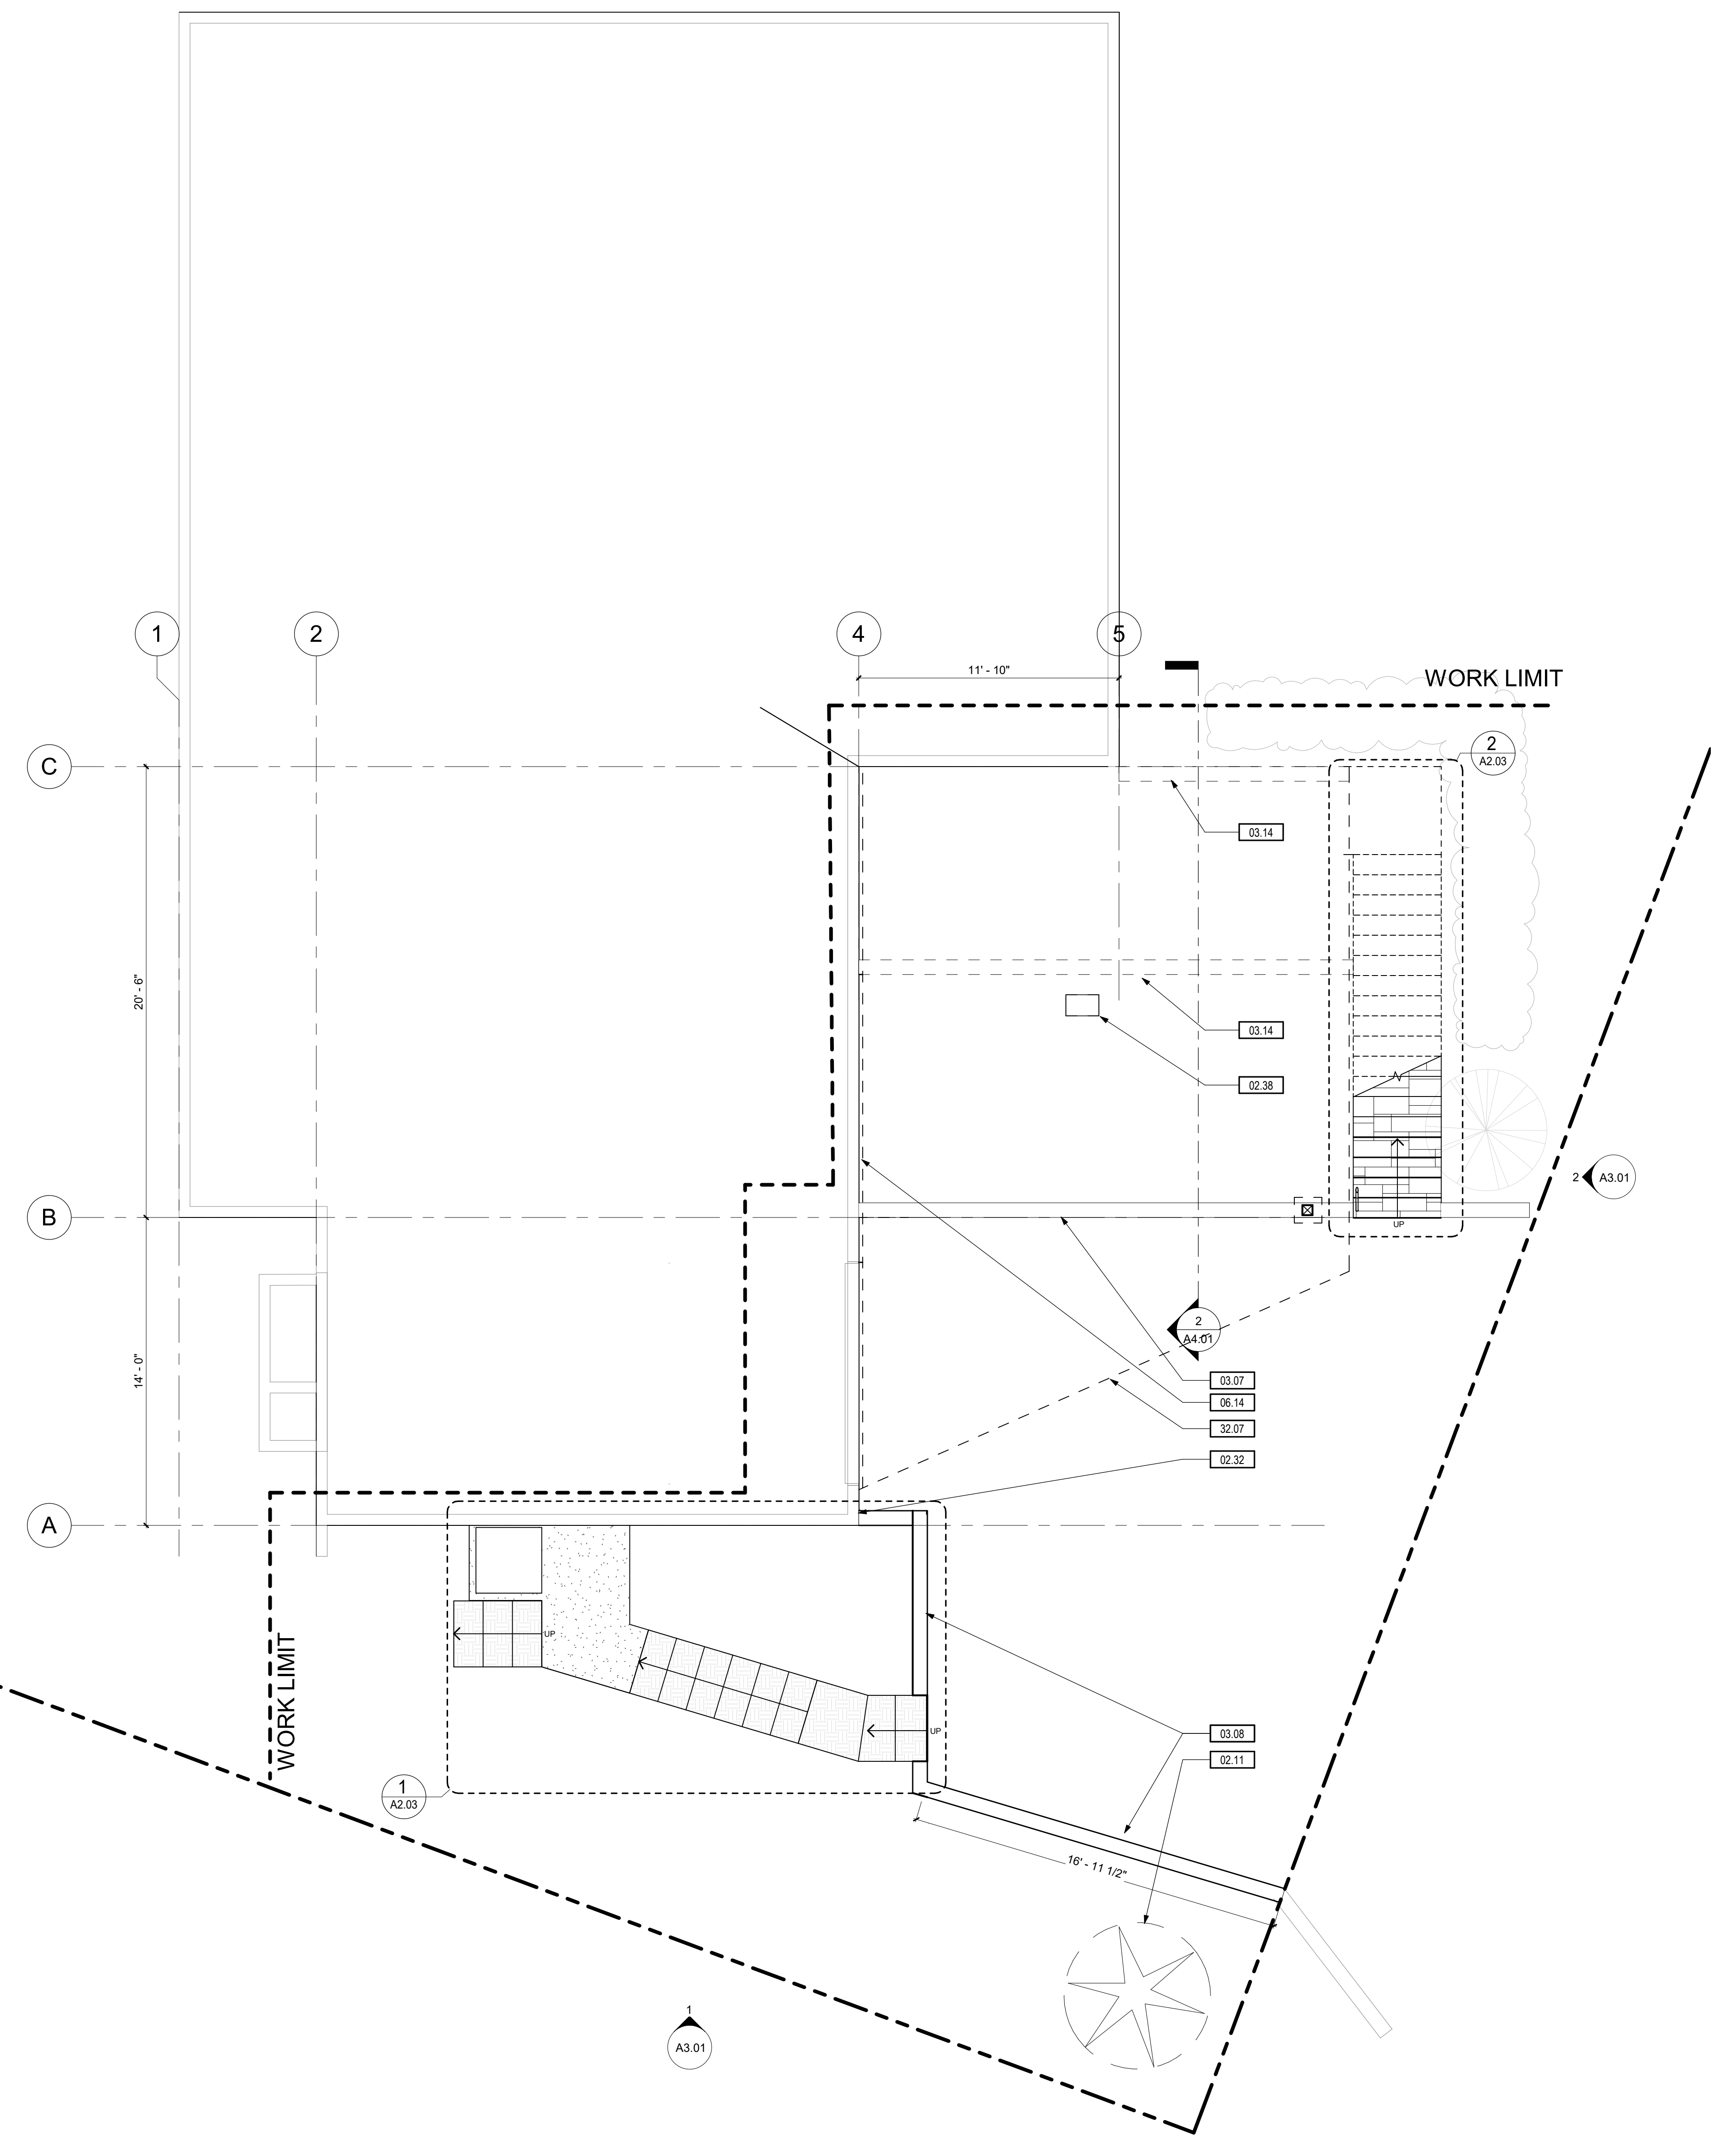 1
2
4
5
11' - 10"
WORK LIMIT
C
2
A2.03
03.14
20' - 6"
03.14
02.38
2
A3.01
B
UP
2
A4.01
14' - 0"
03.07
06.14
32.07
02.32
A
UP
WORK LIMIT
UP
03.08
02.11
1
A2.03
16' - 11 1/2"
1
A3.01